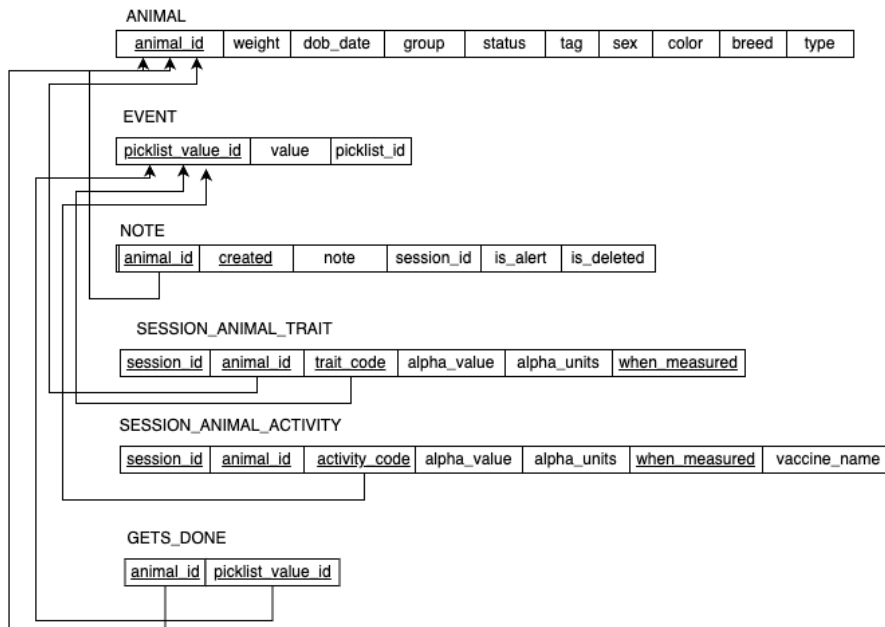 ANIMAL
animal_id weight dob_date group status tag sex color breed type
EVENT
picklist_value_id value picklist_id
NOTE
animal_id created note session_id is_alert is_deleted
SESSION_ANIMAL_TRAIT
session_id animal_id trait_code alpha_value alpha_units when_measured
SESSION_ANIMAL_ACTIVITY
session_id animal_id activity_code alpha_value alpha_units when_measured vaccine_name
GETS_DONE
animal_id picklist_value_id